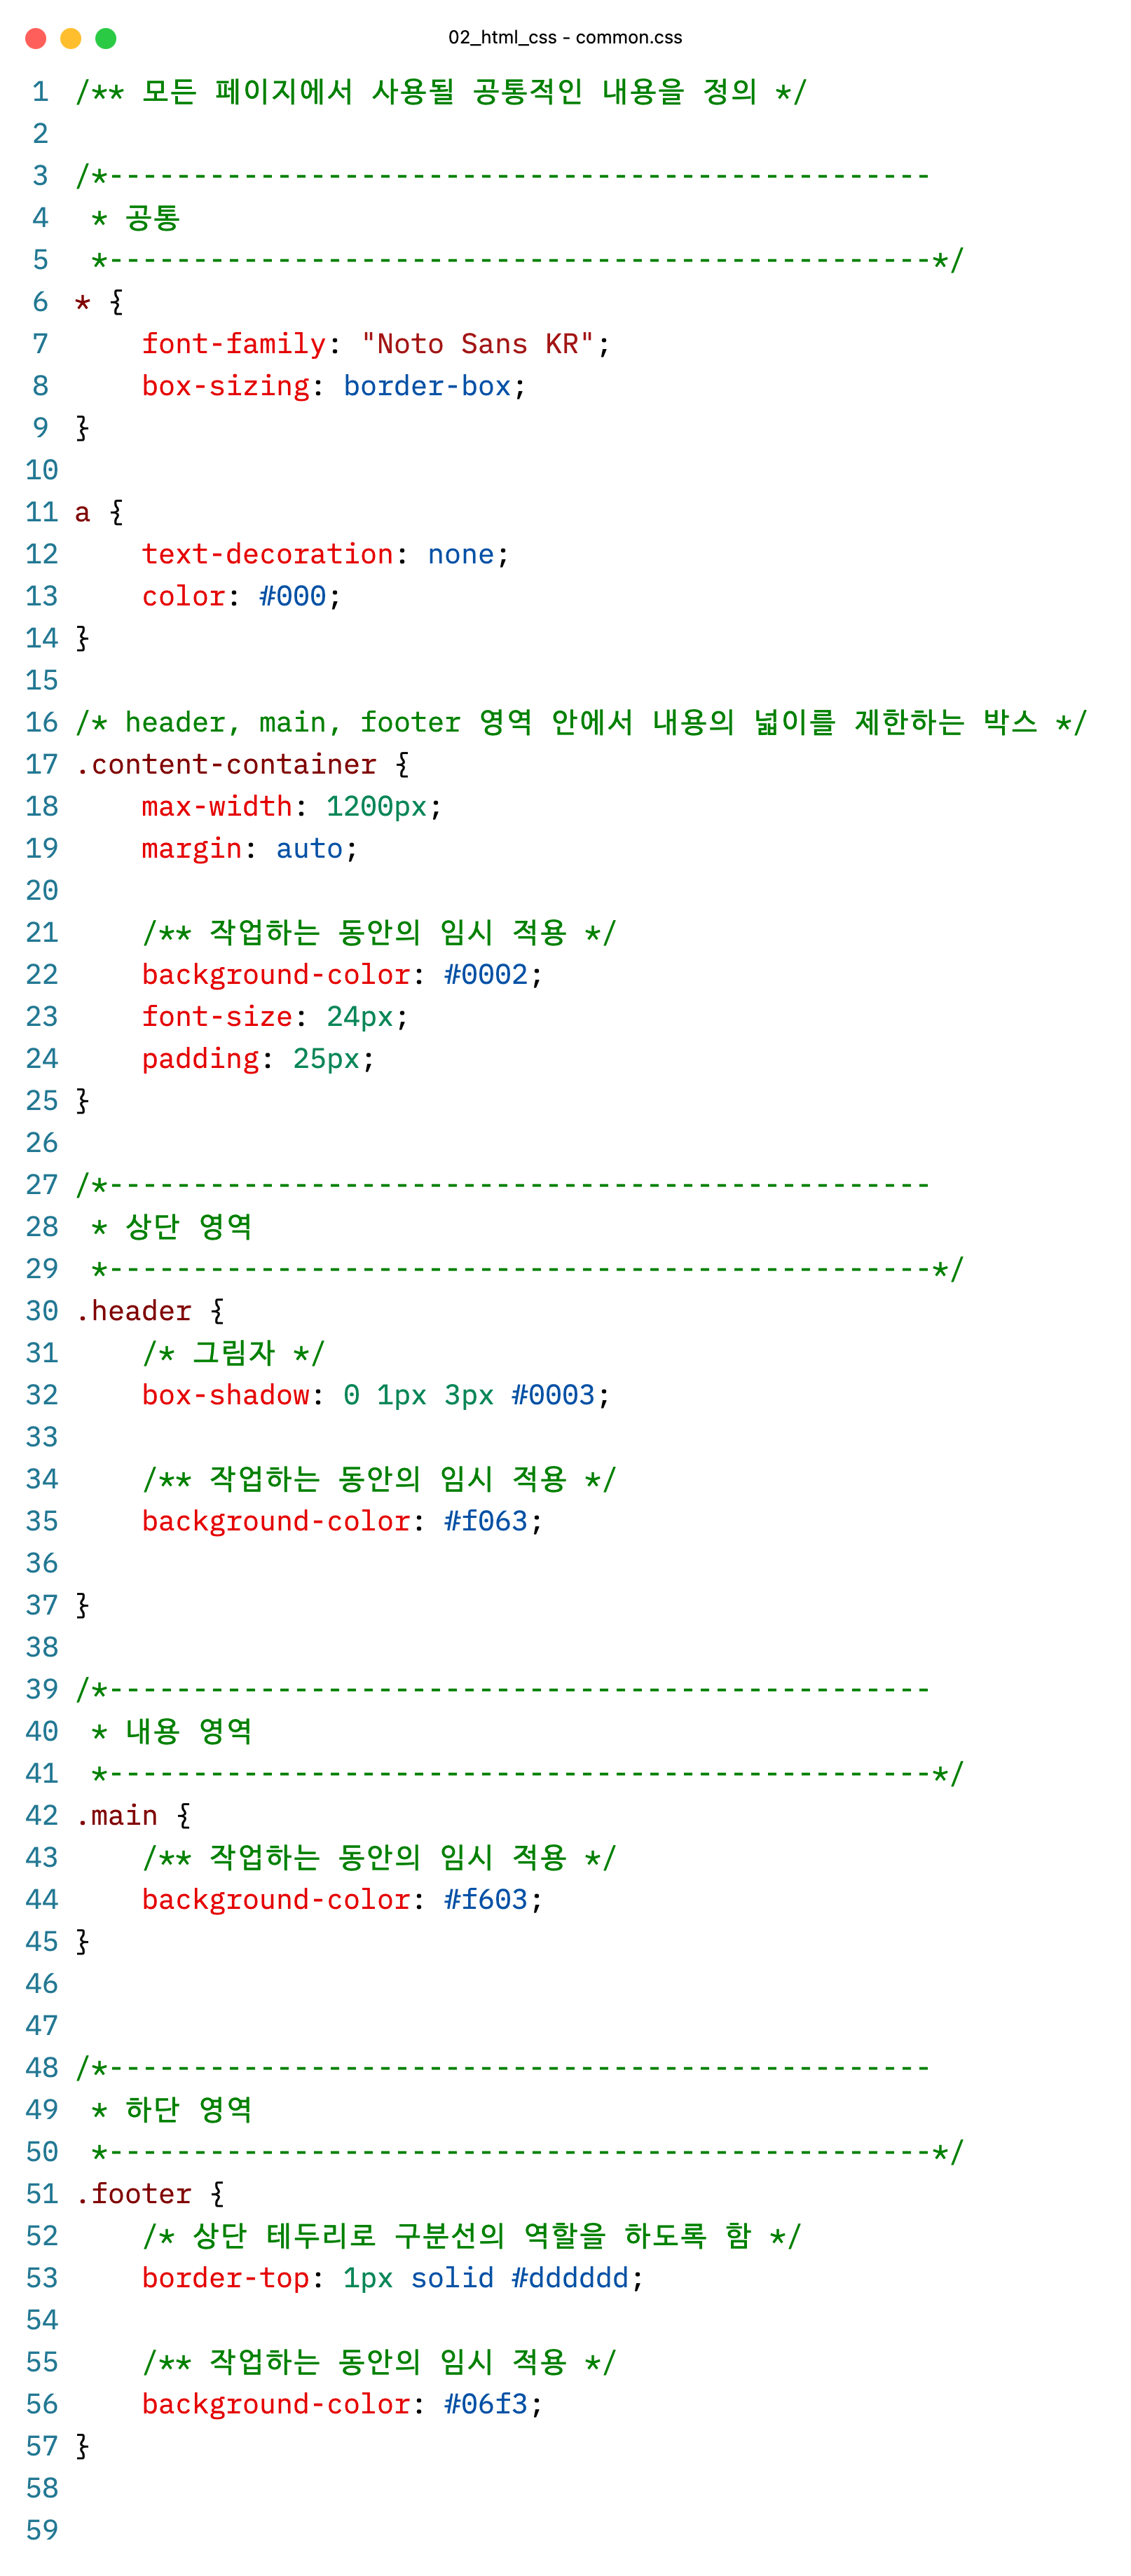 02_html_css - common.css
1 /** 모든 페이지에서 사용될 공통적인 내용을 정의 */
2
3 /*-------------------------------------------------
4  * 공통
5  *-------------------------------------------------*/
6 * {
7     font-family: "Noto Sans KR";
8     box-sizing: border-box;
9 }
10
11 a {
12     text-decoration: none;
13     color: #000;
14 }
15
16 /* header, main, footer 영역 안에서 내용의 넓이를 제한하는 박스 */
17 .content-container {
18     max-width: 1200px;
19     margin: auto;
20
21     /** 작업하는 동안의 임시 적용 */
22     background-color: #0002;
23     font-size: 24px;
24     padding: 25px;
25 }
26
27 /*-------------------------------------------------
28  * 상단 영역
29  *-------------------------------------------------*/
30 .header {
31     /* 그림자 */
32     box-shadow: 0 1px 3px #0003;
33
34     /** 작업하는 동안의 임시 적용 */
35     background-color: #f063;
36
37 }
38
39 /*-------------------------------------------------
40  * 내용 영역
41  *-------------------------------------------------*/
42 .main {
43     /** 작업하는 동안의 임시 적용 */
44     background-color: #f603;
45 }
46
47
48 /*-------------------------------------------------
49  * 하단 영역
50  *-------------------------------------------------*/
51 .footer {
52     /* 상단 테두리로 구분선의 역할을 하도록 함 */
53     border-top: 1px solid #dddddd;
54
55     /** 작업하는 동안의 임시 적용 */
56     background-color: #06f3;
57 }
58
59